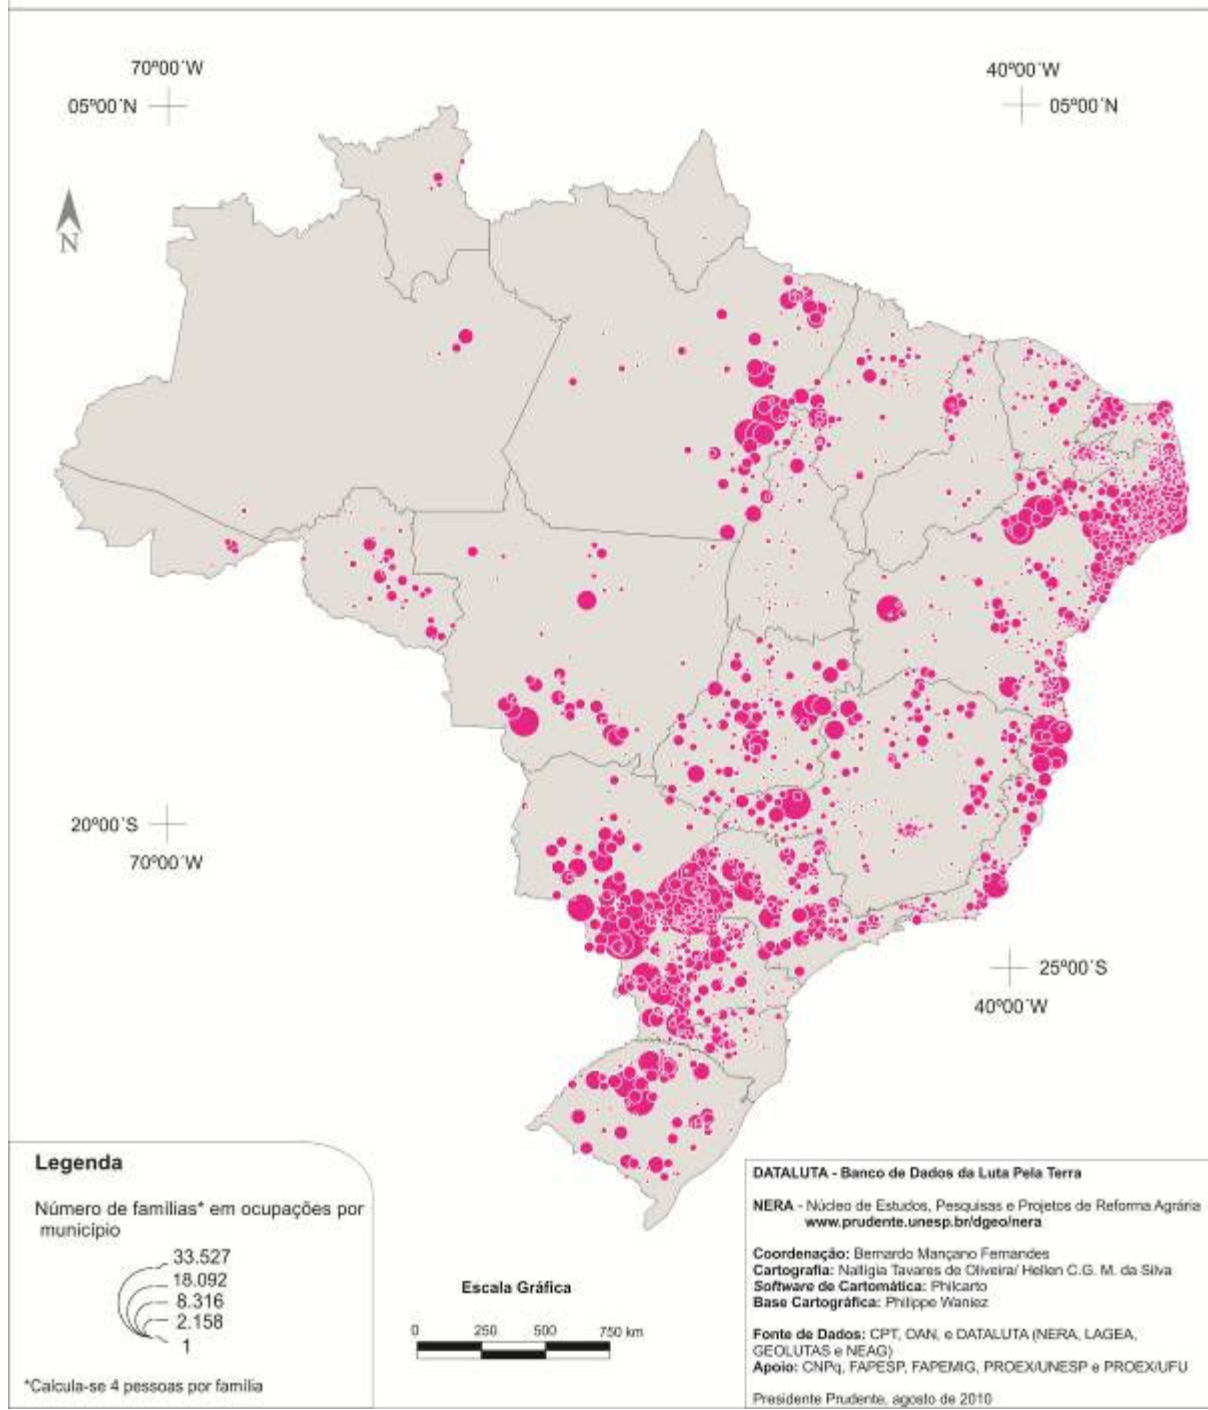 70º00´W
40º00´W
05º00´N
05º00´N
N
20º00´S
70º00´W
25º00´S
40º00´W
Legenda
Número de famílias* em ocupações por
município
33.527
18.092
8.316
2.158
1
*Calcula-se 4 pessoas por família
Escala Gráfica
0 250 500 750 km
DATALUTA - Banco de Dados da Luta Pela Terra
NERA - Núcleo de Estudos, Pesquisas e Projetos de Reforma Agrária
www.prudente.unesp.br/dgeo/nera
Coordenação: Bernardo Mançano Fernandes
Cartografia: Nalligia Tavares de Oliveira/ Hellen C.G. M. da Silva
Software de Cartomática: Philcarto
Base Cartográfica: Philippe Waniez
Fonte de Dados: CPT, OAN, e DATALUTA (NERA, LAGEA,
GEOLUTAS e NEAG)
Apoio: CNPq, FAPESP, FAPEMIG, PROEX/UNESP e PROEX/UFU
Presidente Prudente, agosto de 2010